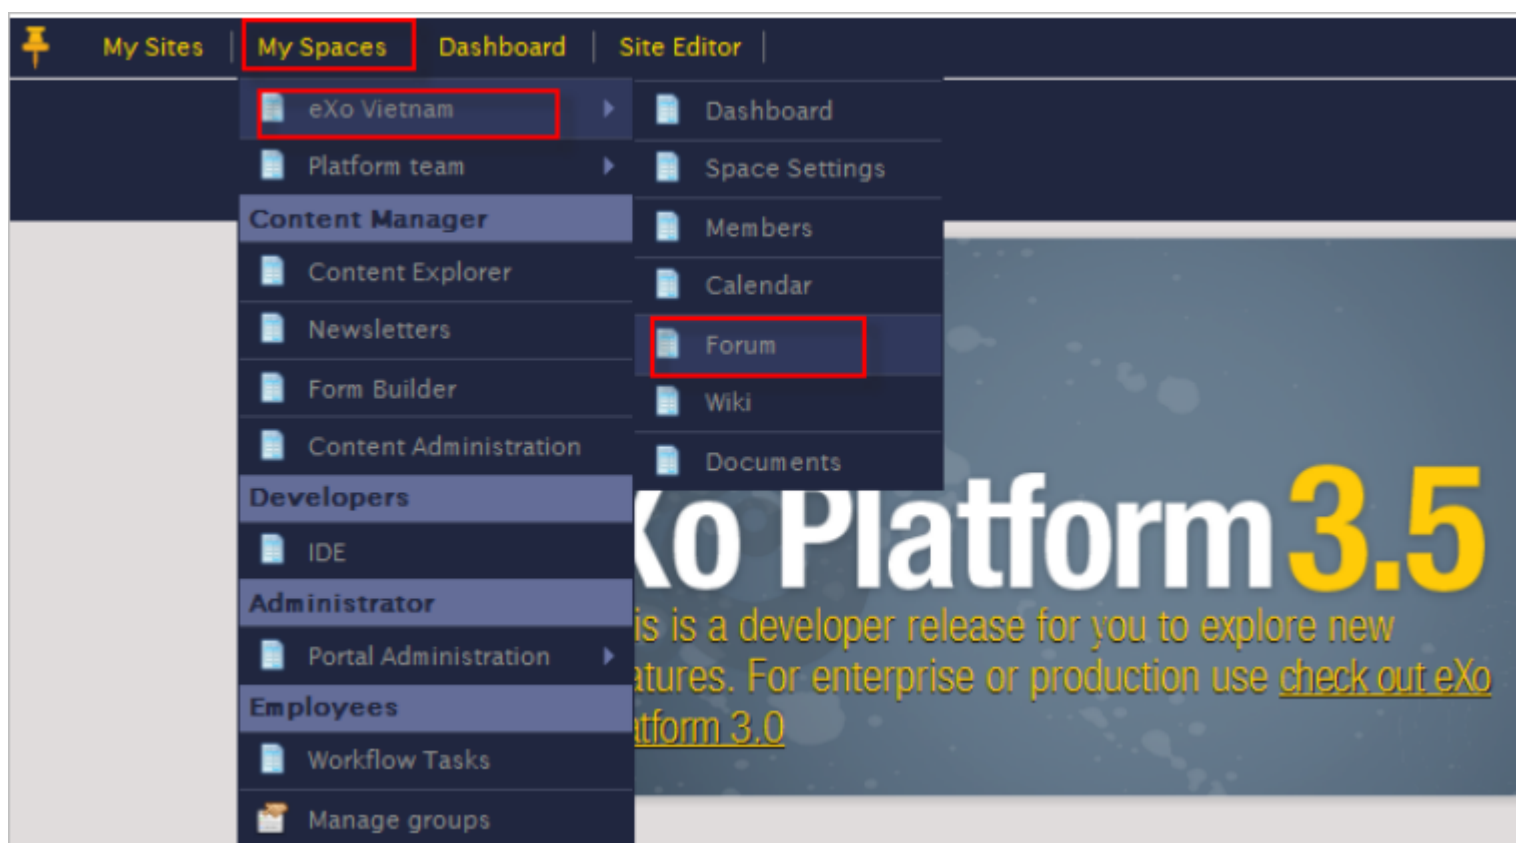 My Sites
My Spaces
Dashboard
Site Editor
eXo Vietnam
Platform team
Content Manager
Content Explorer
Newsletters
Form Builder
Content Administration
Developers
IDE
Administrator
Portal Administration
Employees
Workflow Tasks
Manage groups
Dashboard
Space Settings
Members
Calendar
Forum
Wiki
Documents
Xo Platform 3.5
is is a developer release for you to explore new
atures. For enterprise or production use check out eXo
atform 3.0